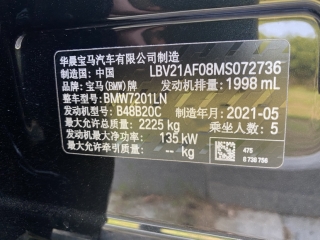 华晨宝马汽车有限公司制造
制造国：中国 LBV21AF08MS072736
品牌：宝马(BMW)牌 发动机排量：1998 mL
整车型号：BMW7201LN
发动机型号：B48B20C 制造年月：2021-05
最大允许总质量：2225 kg 乘坐人数：5
发动机最大净功率：135 kW
最大允许牵引质量：-- kg
475
6 738 756